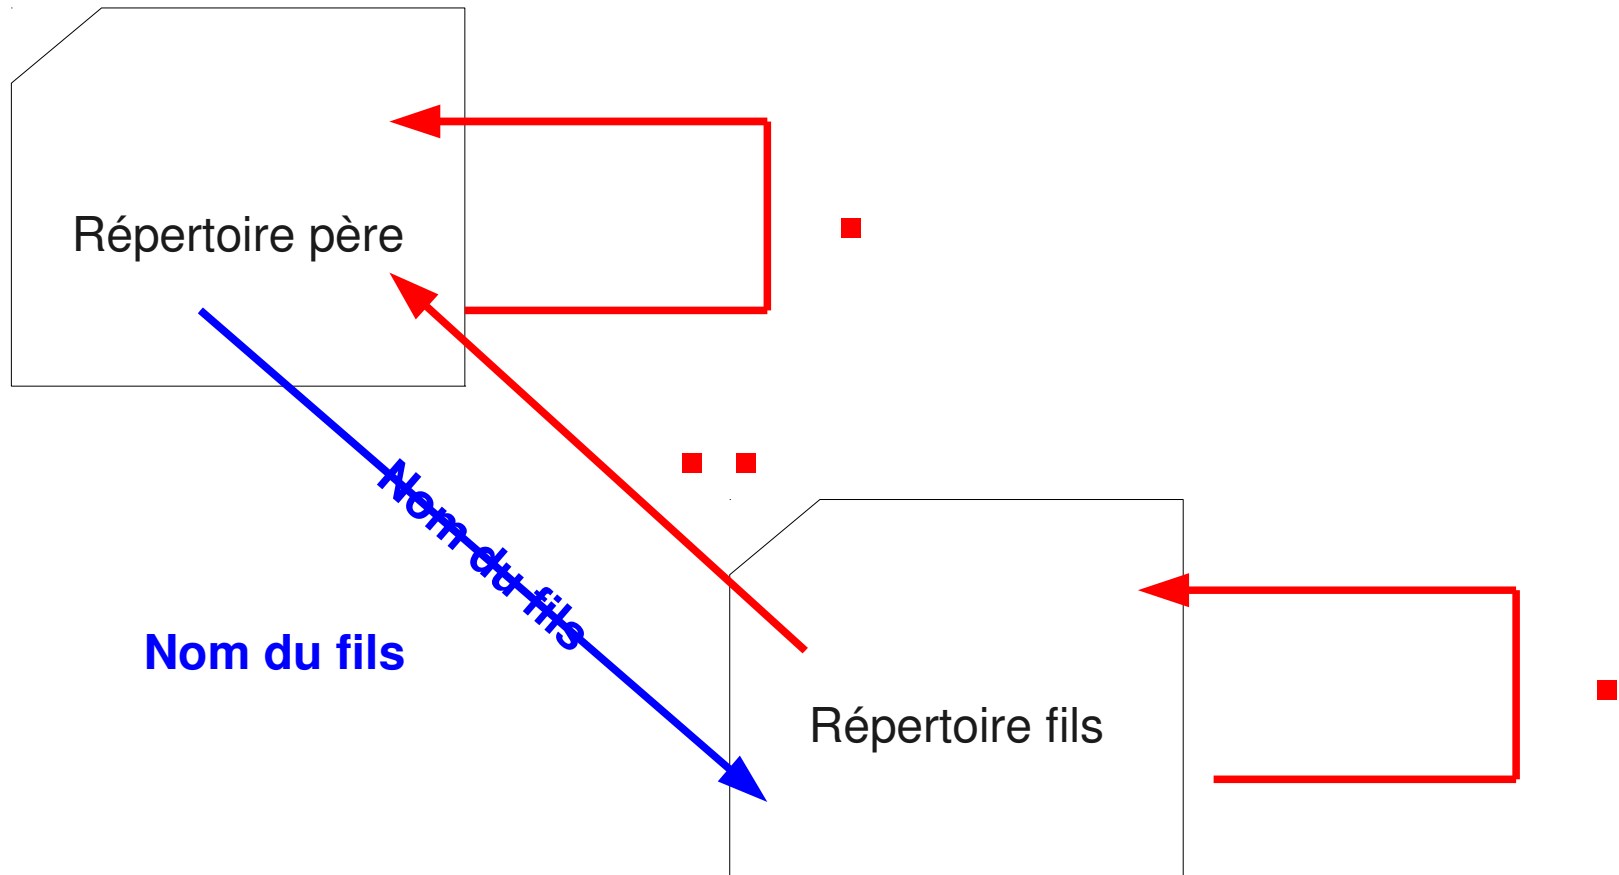 Répertoire père
.
..
Nom du fils
Nom du fils
Répertoire fils
.